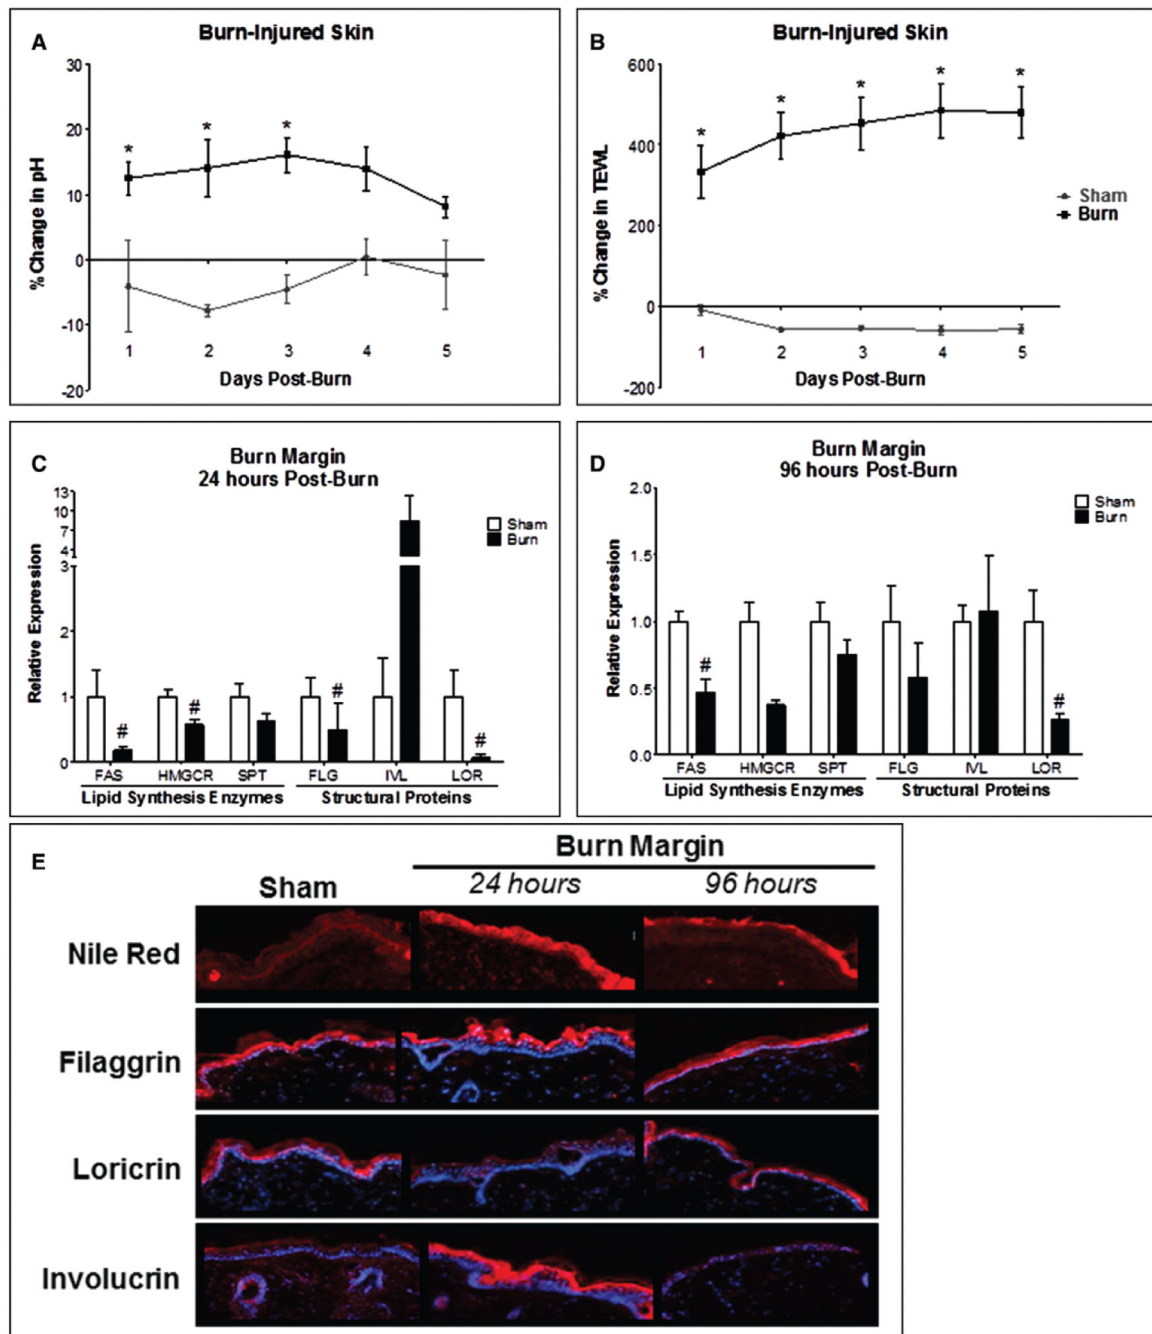 A
Burn-Injured Skin
30
20
10
0
-10
-20
% Change in pH
*
*
*
1 2 3 4 5
Days Post-Burn
B
Burn-Injured Skin
600
400
200
0
-200
% Change in TEWL
*
*
*
*
*
1 2 3 4 5
Days Post-Burn
Sham
Burn
C
Burn Margin
24 hours Post-Burn
13
10
7
4
3
2
1
0
Relative Expression
Sham
Burn
#
#
#
#
FAS HMGCR SPT FLG IVL LOR
Lipid Synthesis Enzymes Structural Proteins
D
Burn Margin
96 hours Post-Burn
2.0
1.5
1.0
0.5
0.0
Relative Expression
Sham
Burn
#
#
FAS HMGCR SPT FLG IVL LOR
Lipid Synthesis Enzymes Structural Proteins
E
Burn Margin
Sham 24 hours 96 hours
Nile Red
Filaggrin
Loricrin
Involucrin